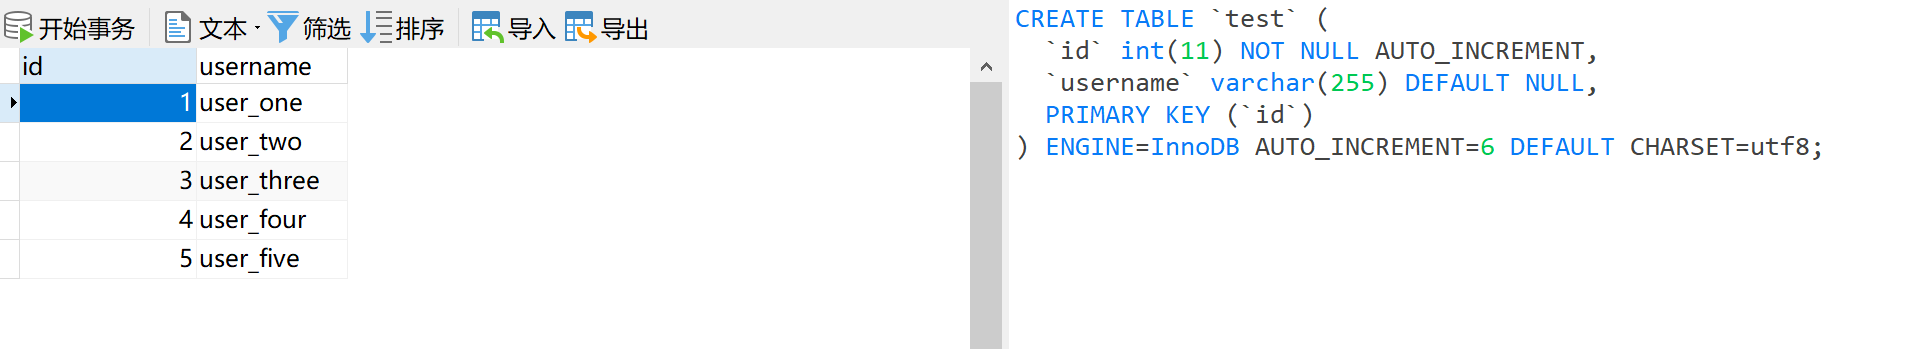 开始事务 文本 筛选 排序 导入 导出
id username
1 user_one
2 user_two
3 user_three
4 user_four
5 user_five
CREATE TABLE `test` (
  `id` int(11) NOT NULL AUTO_INCREMENT,
  `username` varchar(255) DEFAULT NULL,
  PRIMARY KEY (`id`)
) ENGINE=InnoDB AUTO_INCREMENT=6 DEFAULT CHARSET=utf8;